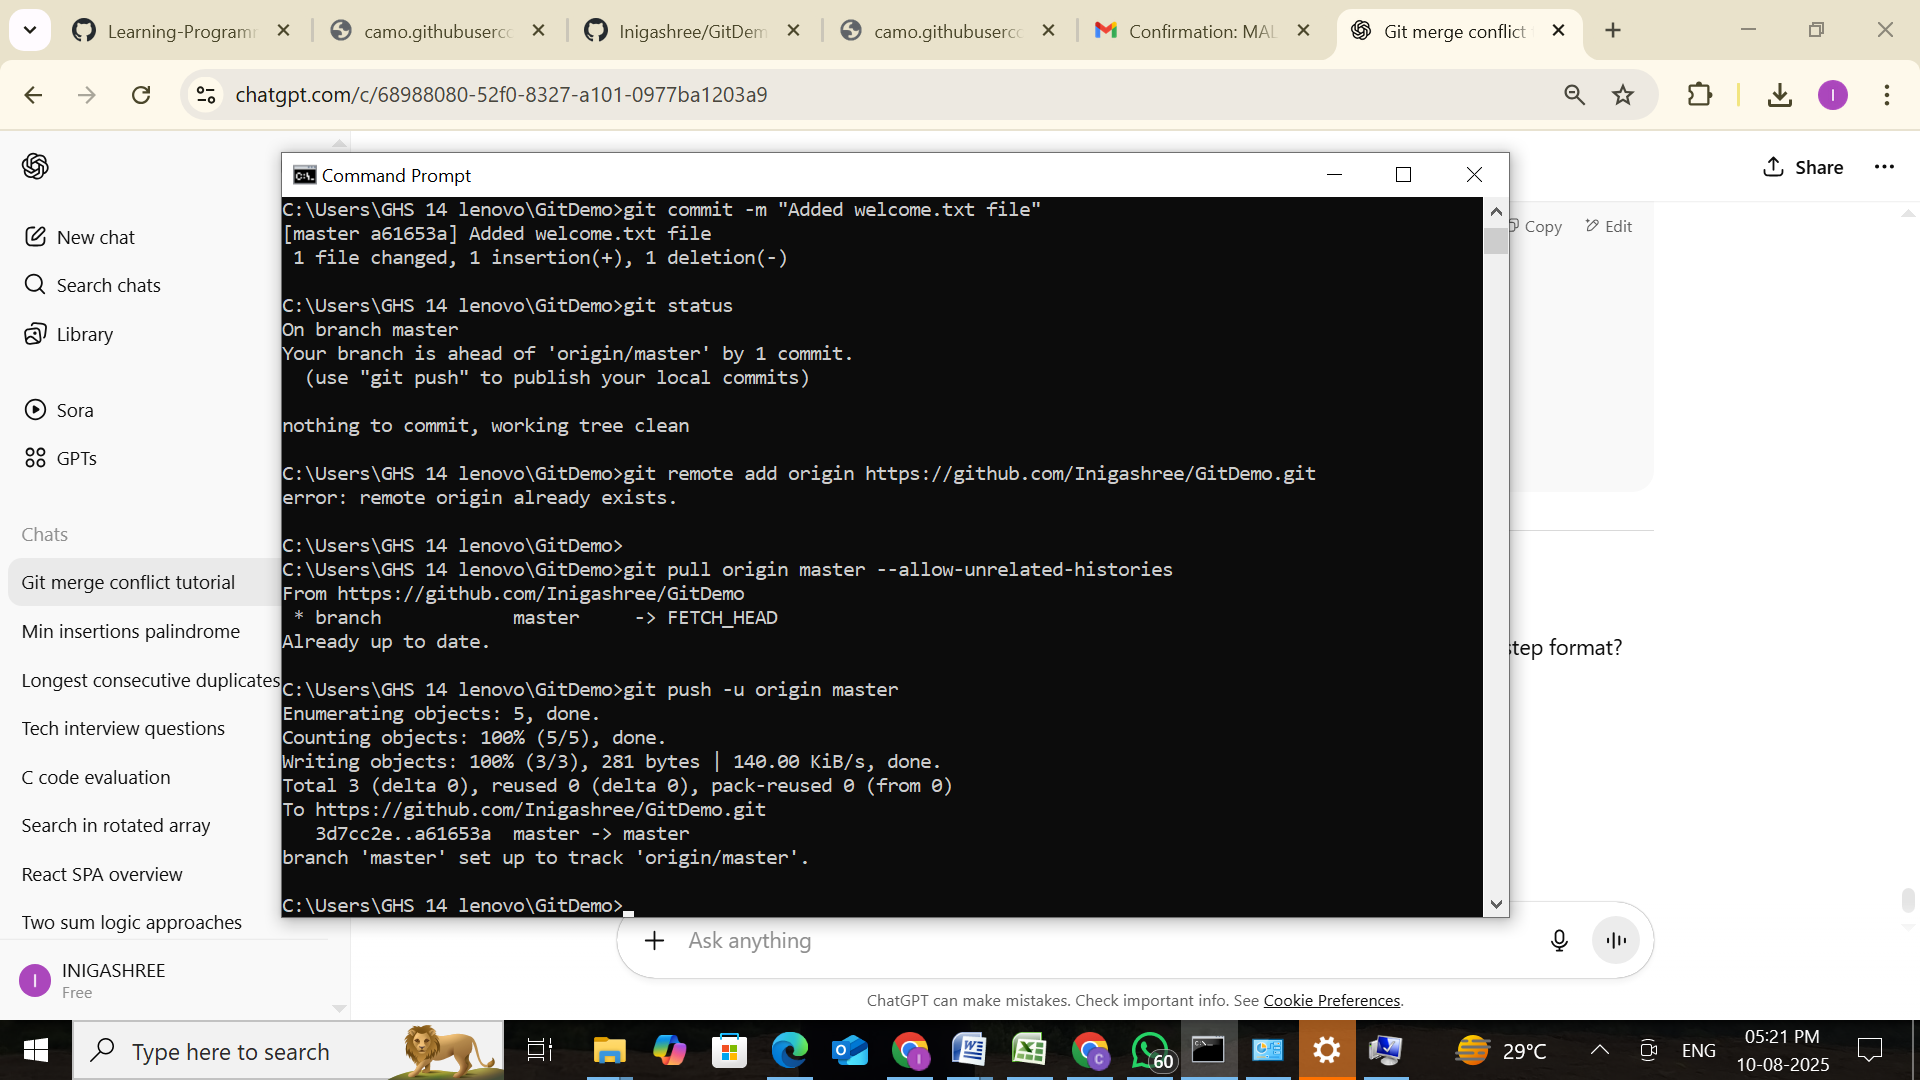 Learning-Programm
camo.githubuserco
Inigashree/GitDem
camo.githubuserco
Confirmation: MAL
Git merge conflict
chatgpt.com/c/68988080-52f0-8327-a101-0977ba1203a9
I
Share
New chat
Search chats
Library
Sora
GPTs
Chats
Git merge conflict tutorial
Min insertions palindrome
Longest consecutive duplicates
Tech interview questions
C code evaluation
Search in rotated array
React SPA overview
Two sum logic approaches
I
INIGASHREE
Free
Copy
Edit
step format?
Command Prompt
C:\Users\GHS 14 lenovo\GitDemo>git commit -m "Added welcome.txt file"
[master a61653a] Added welcome.txt file
1 file changed, 1 insertion(+), 1 deletion(-)
C:\Users\GHS 14 lenovo\GitDemo>git status
On branch master
Your branch is ahead of 'origin/master' by 1 commit.
(use "git push" to publish your local commits)
nothing to commit, working tree clean
C:\Users\GHS 14 lenovo\GitDemo>git remote add origin https://github.com/Inigashree/GitDemo.git
error: remote origin already exists.
C:\Users\GHS 14 lenovo\GitDemo>
C:\Users\GHS 14 lenovo\GitDemo>git pull origin master --allow-unrelated-histories
From https://github.com/Inigashree/GitDemo
* branch            master     -> FETCH_HEAD
Already up to date.
C:\Users\GHS 14 lenovo\GitDemo>git push -u origin master
Enumerating objects: 5, done.
Counting objects: 100% (5/5), done.
Writing objects: 100% (3/3), 281 bytes | 140.00 KiB/s, done.
Total 3 (delta 0), reused 0 (delta 0), pack-reused 0 (from 0)
To https://github.com/Inigashree/GitDemo.git
3d7cc2e..a61653a  master -> master
branch 'master' set up to track 'origin/master'.
C:\Users\GHS 14 lenovo\GitDemo>
Ask anything
ChatGPT can make mistakes. Check important info. See Cookie Preferences.
Type here to search
60
29°C
ENG
05:21 PM
10-08-2025